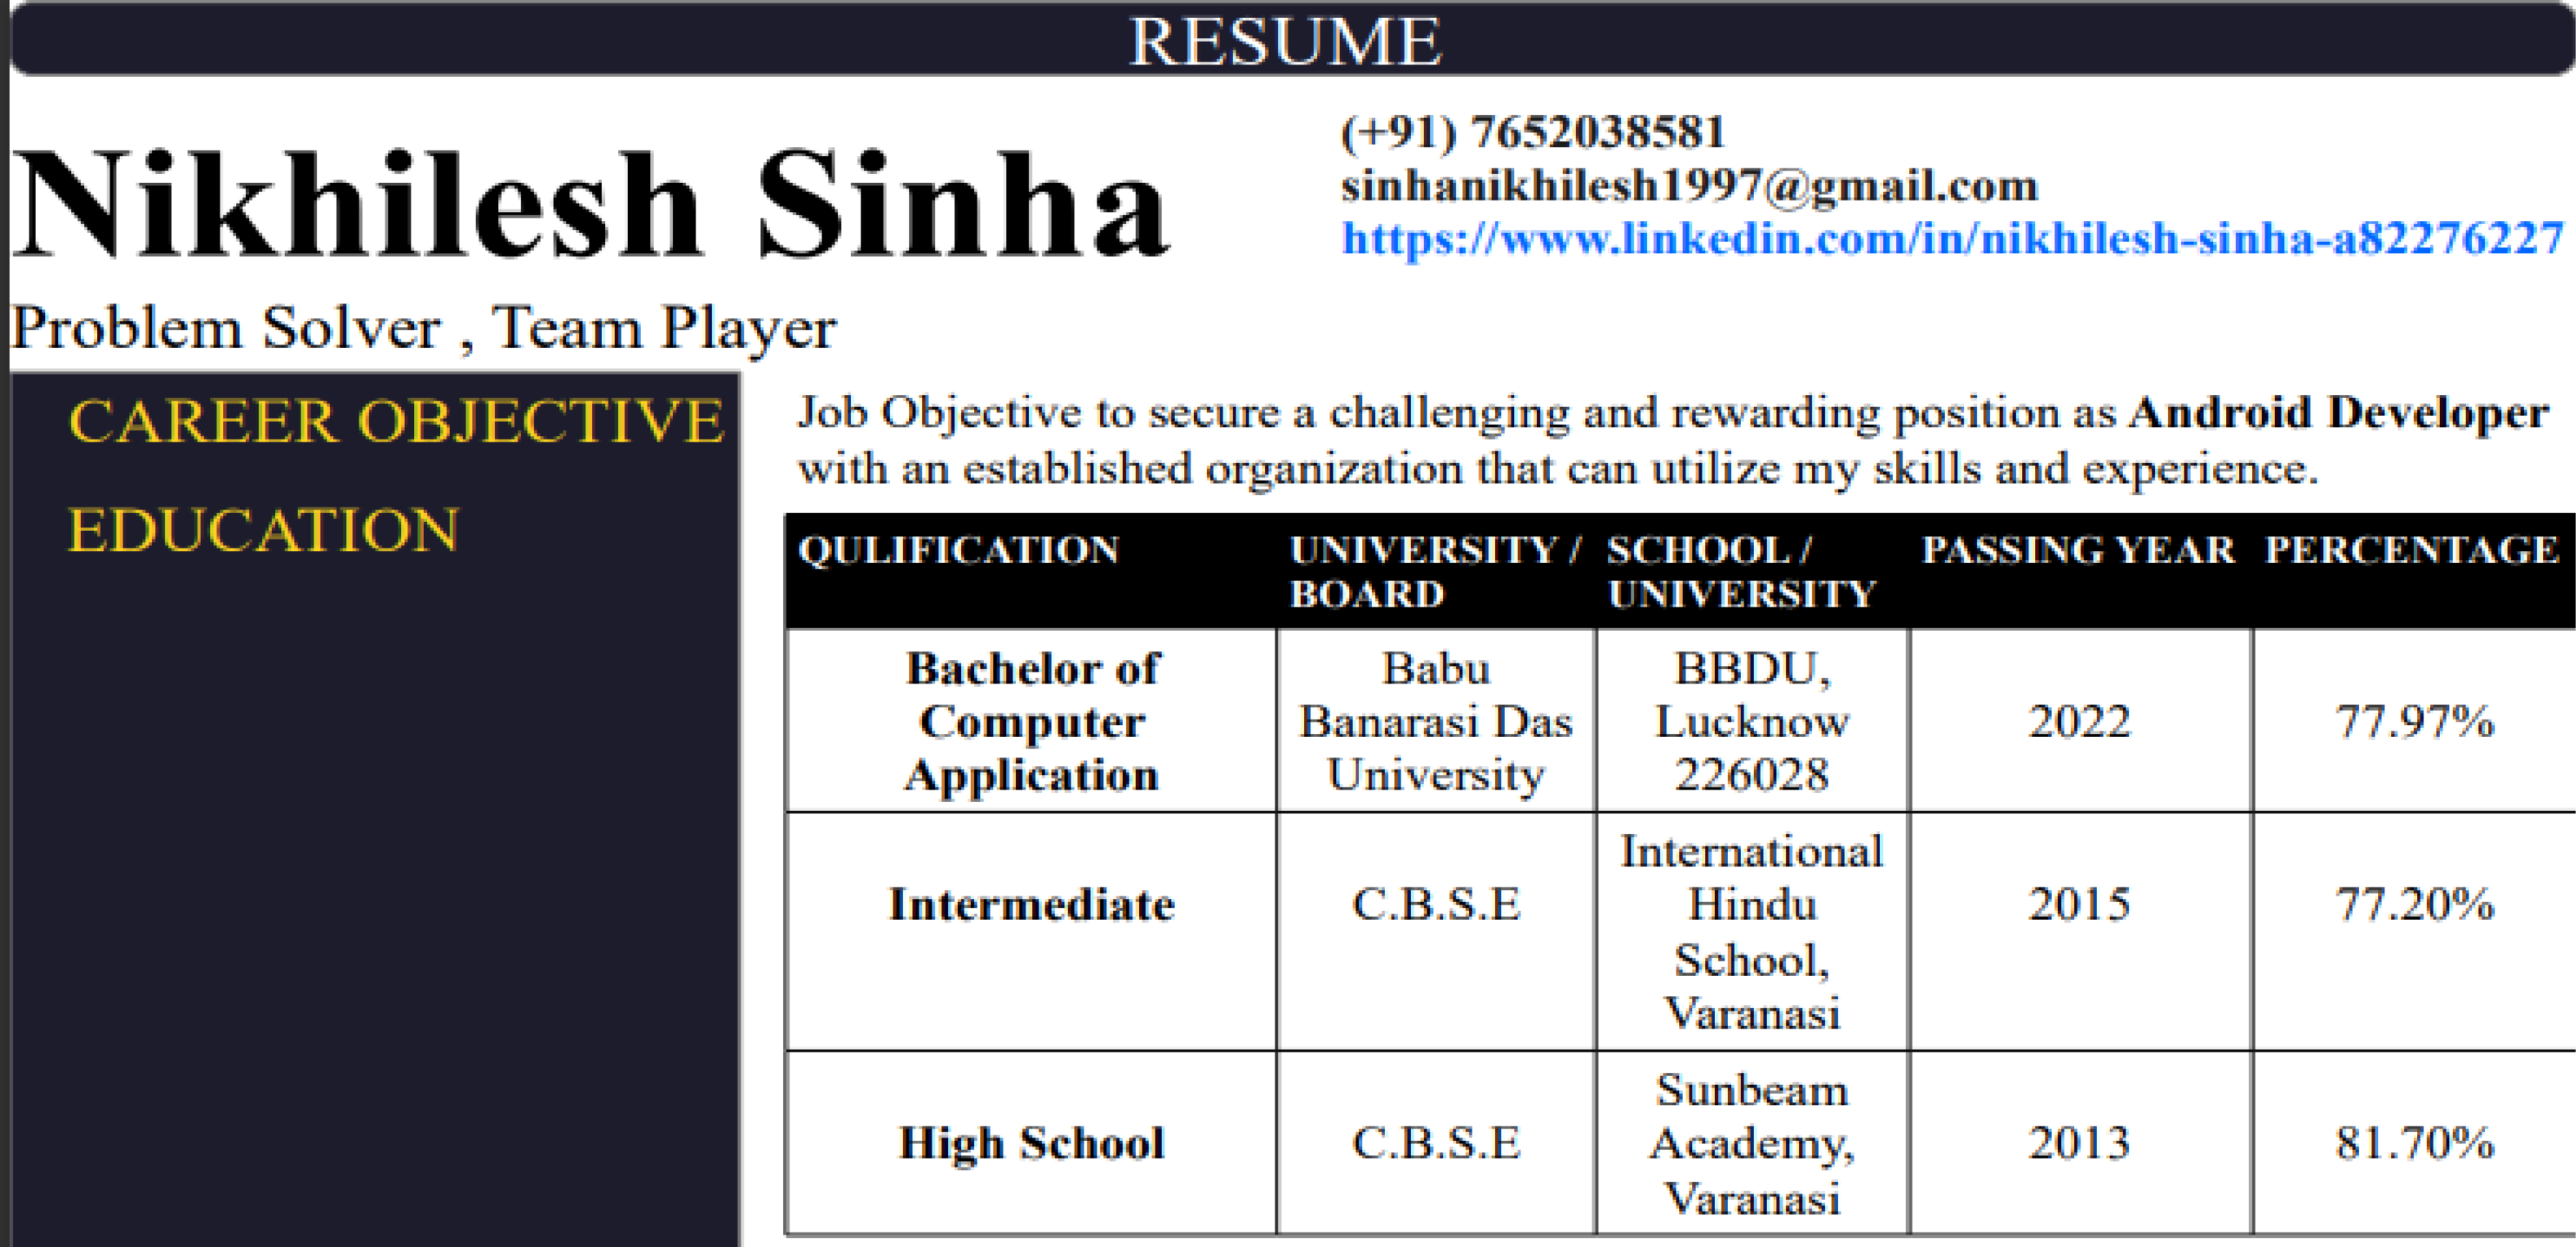 RESUME
Nikhilesh Sinha
(+91) 7652038581
sinhanikhilesh1997@gmail.com
https://www.linkedin.com/in/nikhilesh-sinha-a82276227
Problem Solver , Team Player
CAREER OBJECTIVE
Job Objective to secure a challenging and rewarding position as Android Developer
with an established organization that can utilize my skills and experience.
EDUCATION
QULIFICATION
UNIVERSITY /
BOARD
SCHOOL /
UNIVERSITY
PASSING YEAR
PERCENTAGE
Bachelor of
Computer
Application
Babu
Banarasi Das
University
BBDU,
Lucknow
226028
2022
77.97%
Intermediate
C.B.S.E
International
Hindu
School,
Varanasi
2015
77.20%
High School
C.B.S.E
Sunbeam
Academy,
Varanasi
2013
81.70%